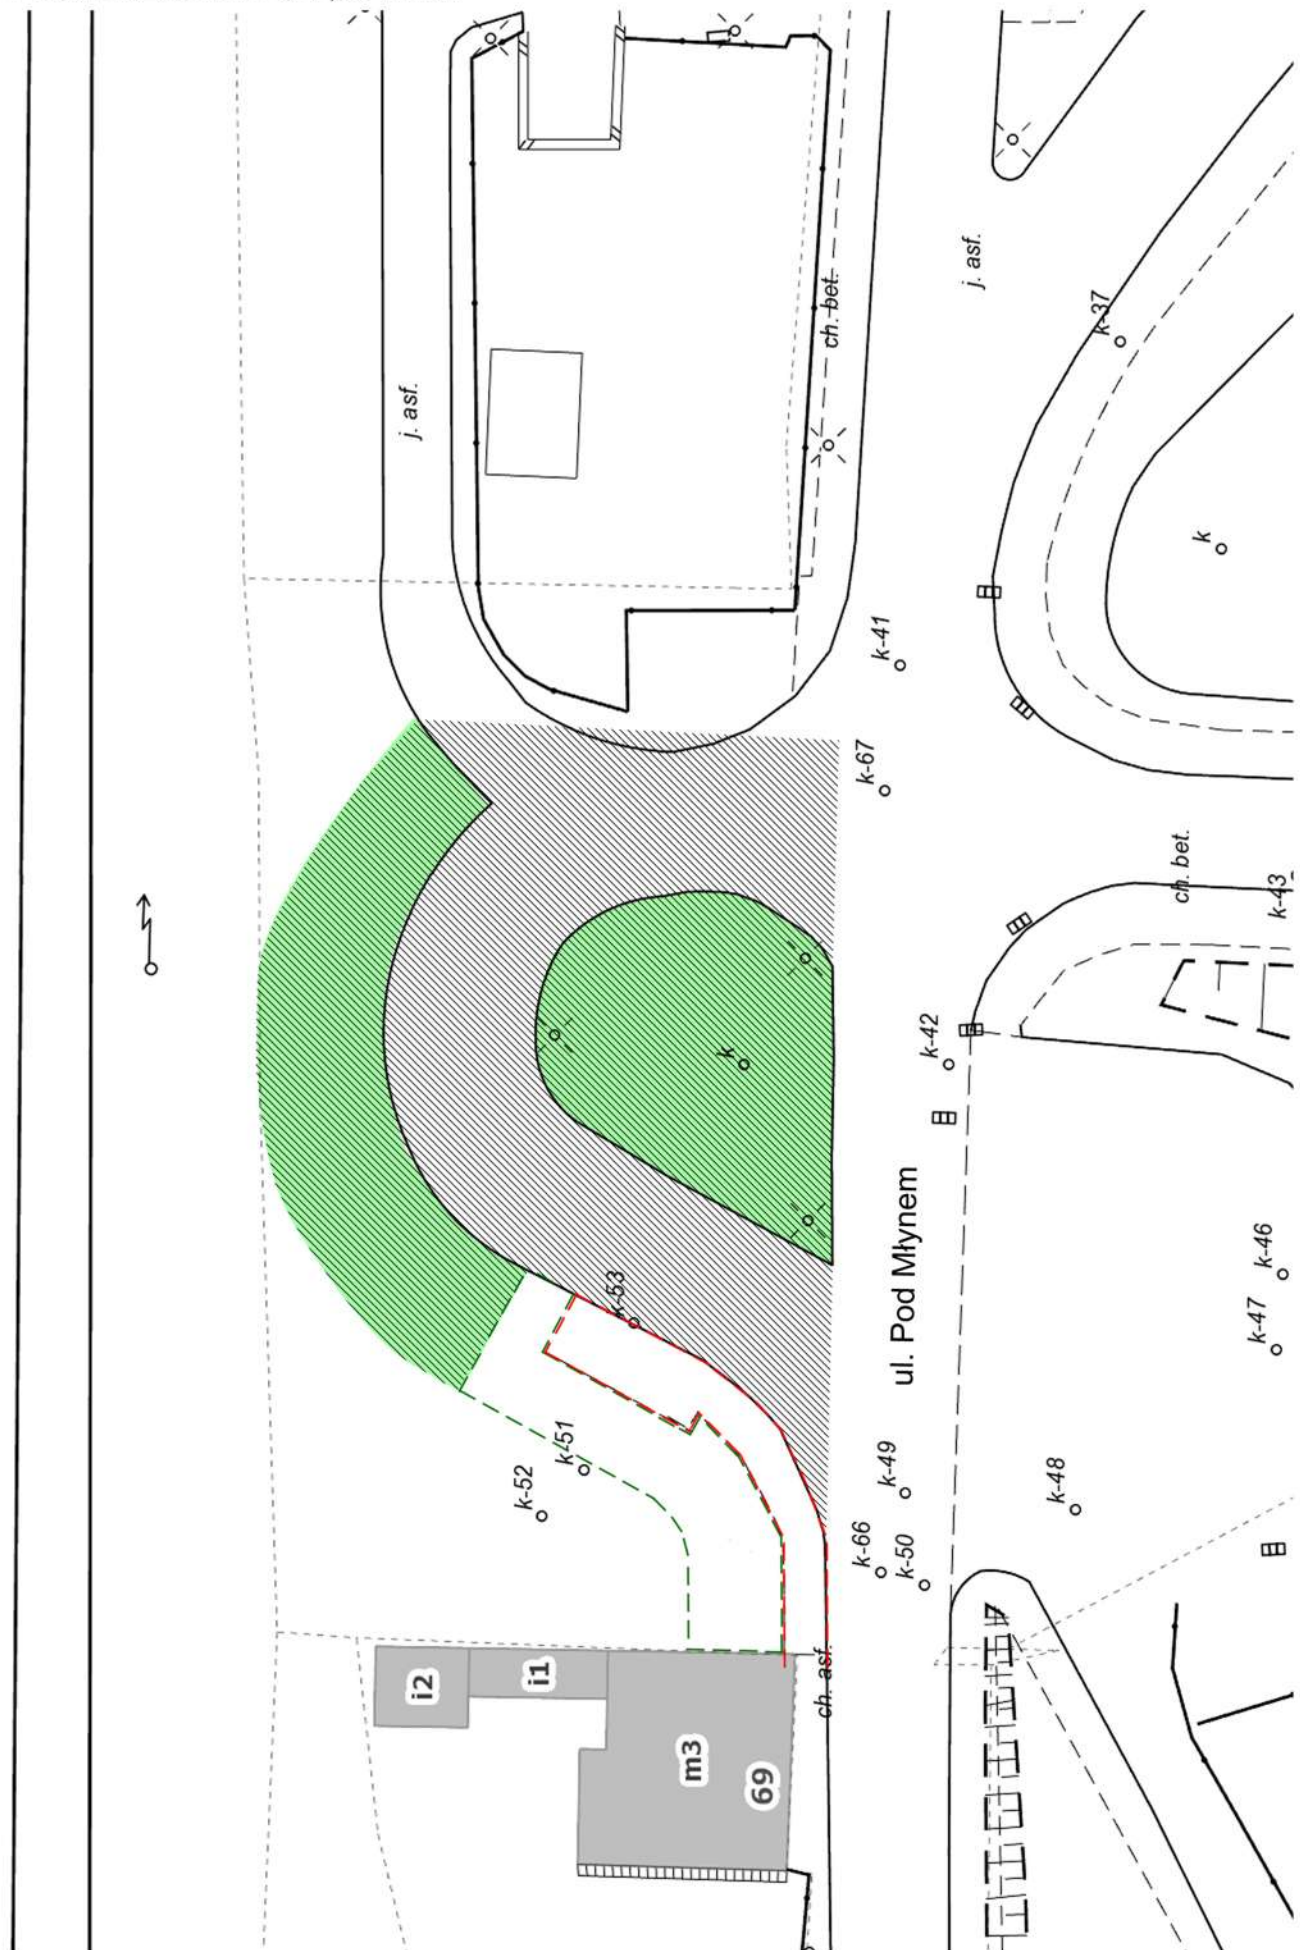 j. asf.
ch. bet.
j. asf.
k-37
k
k-41
k-67
ch. bet.
k-43
k-42
k
ul. Pod Młynem
k-46
k-47
k-53
k-51
k-52
k-49
k-48
k-66
k-50
ch. asf.
i2
i1
m3
69